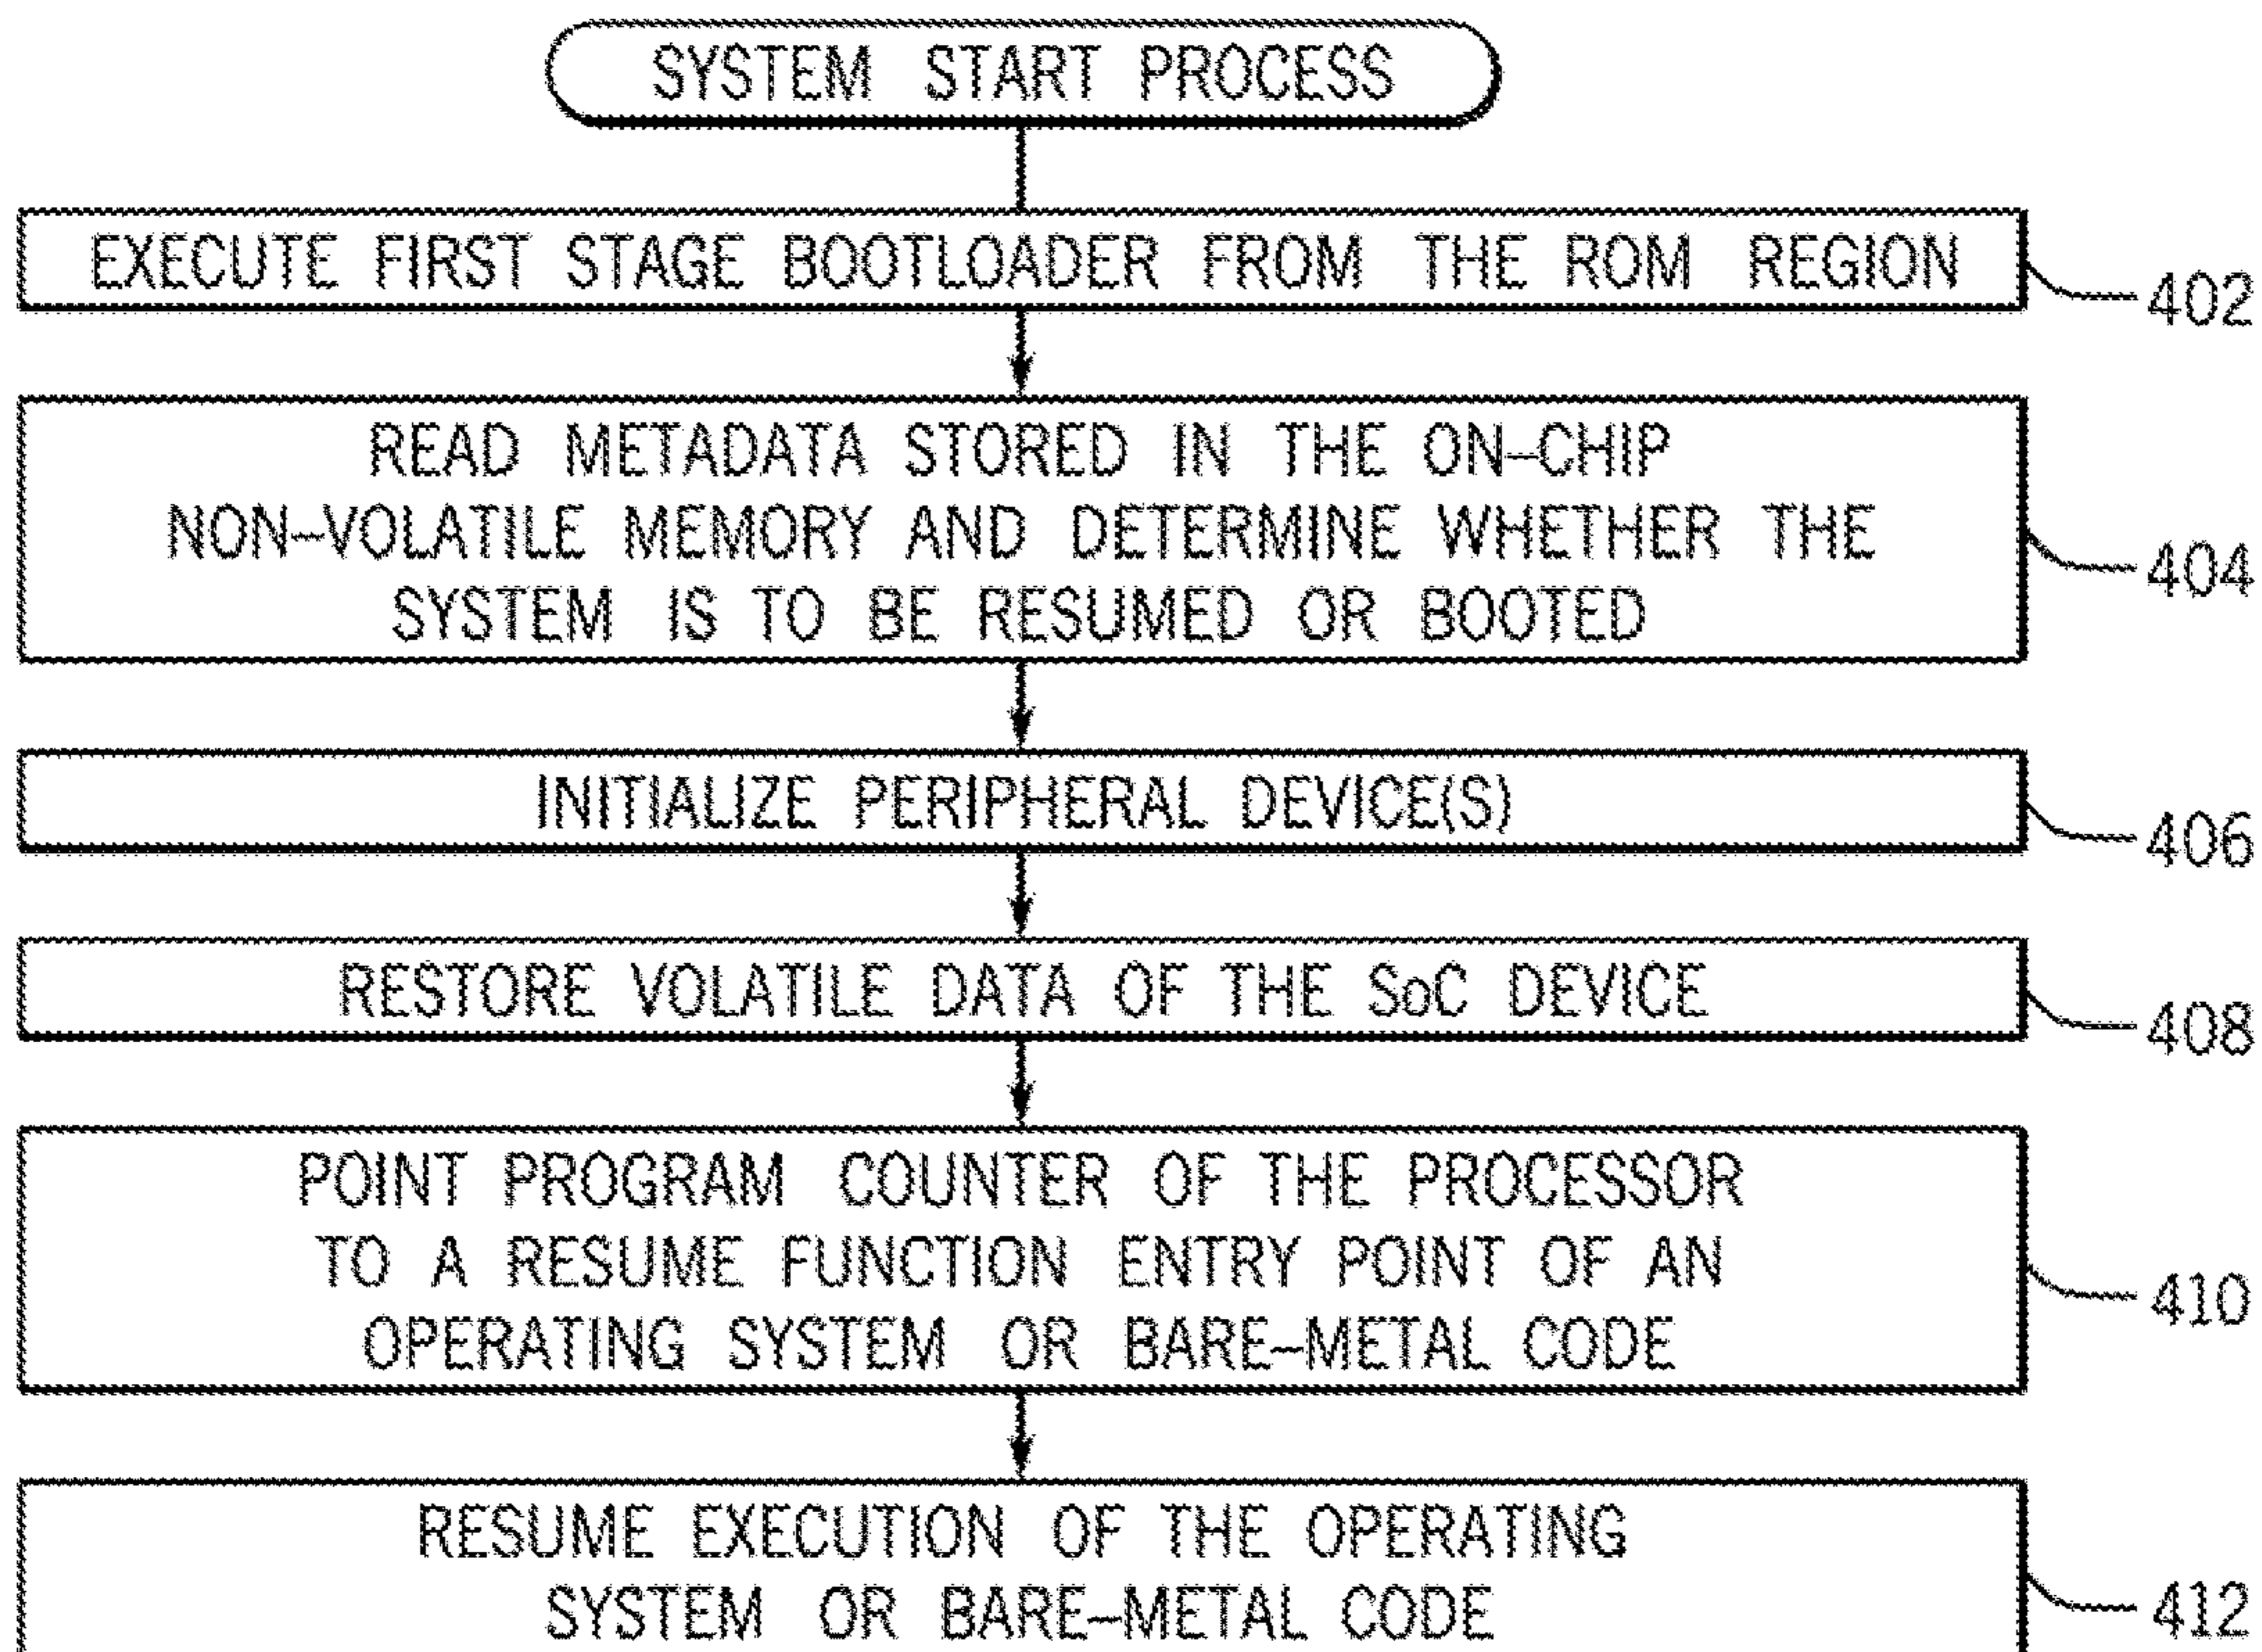 SYSTEM START PROCESS
EXECUTE FIRST STAGE BOOTLOADER FROM THE ROM REGION
402
READ METADATA STORED IN THE ON-CHIP
NON-VOLATILE MEMORY AND DETERMINE WHETHER THE
SYSTEM IS TO BE RESUMED OR BOOTED
404
INITIALIZE PERIPHERAL DEVICE(S)
406
RESTORE VOLATILE DATA OF THE SoC DEVICE
408
POINT PROGRAM COUNTER OF THE PROCESSOR
TO A RESUME FUNCTION ENTRY POINT OF AN
OPERATING SYSTEM OR BARE-METAL CODE
410
RESUME EXECUTION OF THE OPERATING
SYSTEM OR BARE-METAL CODE
412